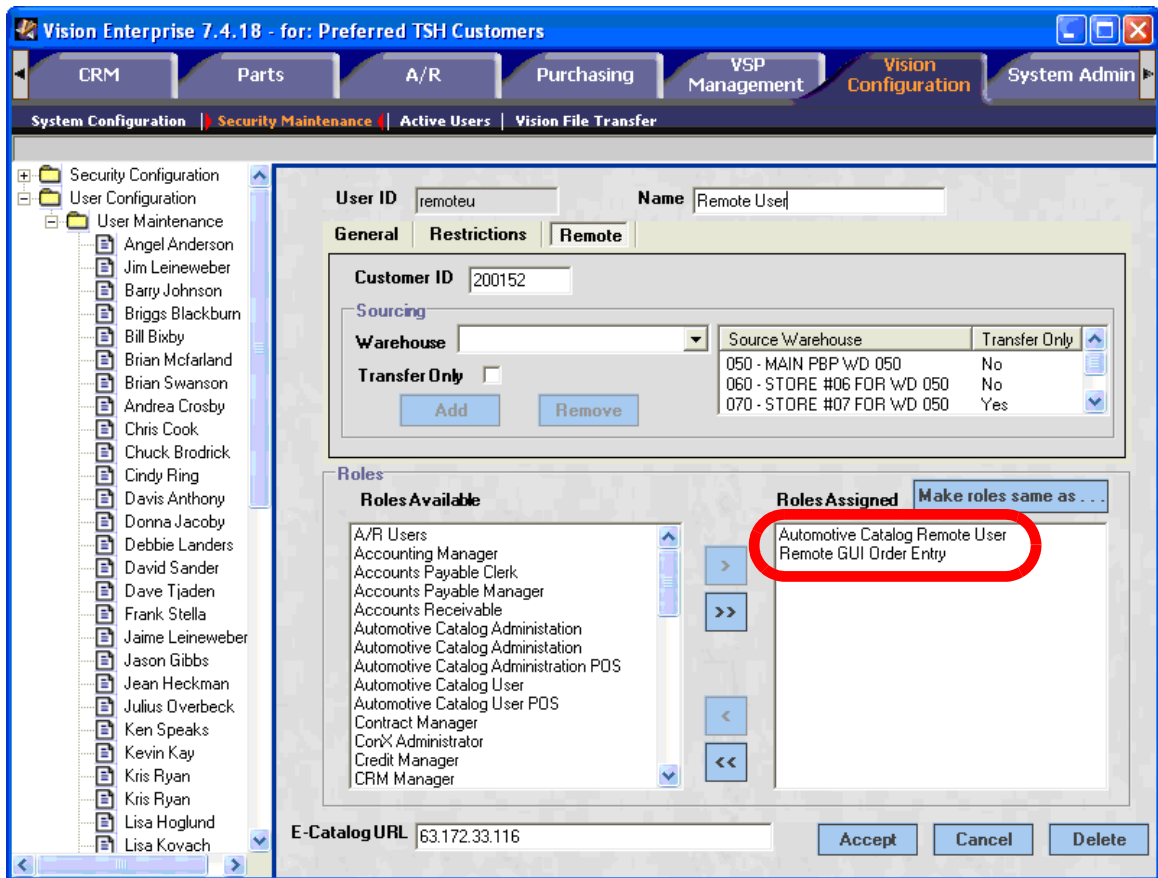 Vision Enterprise 7.4.18 - for: Preferred TSH Customers
CRM
Parts
A/R
Purchasing
VSP Management
Vision Configuration
System Admin
System Configuration | Security Maintenance | Active Users | Vision File Transfer
Security Configuration
User Configuration
User Maintenance
Angel Anderson
Jim Leineweber
Barry Johnson
Briggs Blackburn
Bill Bixby
Brian Mcfarland
Brian Swanson
Andrea Crosby
Chris Cook
Chuck Brodrick
Cindy Ring
Davis Anthony
Donna Jacoby
Debbie Landers
David Sander
Dave Tjaden
Frank Stella
Jaime Leineweber
Jason Gibbs
Jean Heckman
Julius Overbeck
Ken Speaks
Kevin Kay
Kris Ryan
Kris Ryan
Lisa Hoglund
Lisa Kovach
User ID remoteu
Name Remote User
General
Restrictions
Remote
Customer ID 200152
Sourcing
Warehouse
Transfer Only
Add
Remove
Source Warehouse Transfer Only
050 - MAIN PBP WD 050 No
060 - STORE #06 FOR WD 050 No
070 - STORE #07 FOR WD 050 Yes
Roles
Roles Available
A/R Users
Accounting Manager
Accounts Payable Clerk
Accounts Payable Manager
Accounts Receivable
Automotive Catalog Administation
Automotive Catalog Administation
Automotive Catalog Administration POS
Automotive Catalog User
Automotive Catalog User POS
Contract Manager
ConX Administrator
Credit Manager
CRM Manager
>
>>
<
<<
Roles Assigned
Make roles same as . . .
Automotive Catalog Remote User
Remote GUI Order Entry
E-Catalog URL 63.172.33.116
Accept
Cancel
Delete